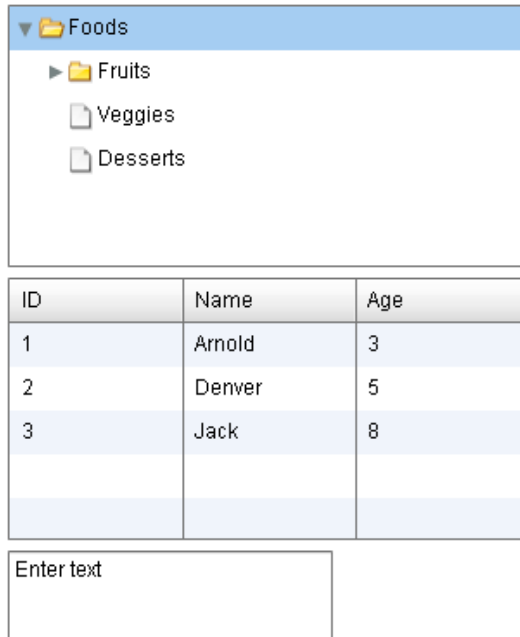 Foods
Fruits
Veggies
Desserts
ID Name Age
1 Arnold 3
2 Denver 5
3 Jack 8
Enter text